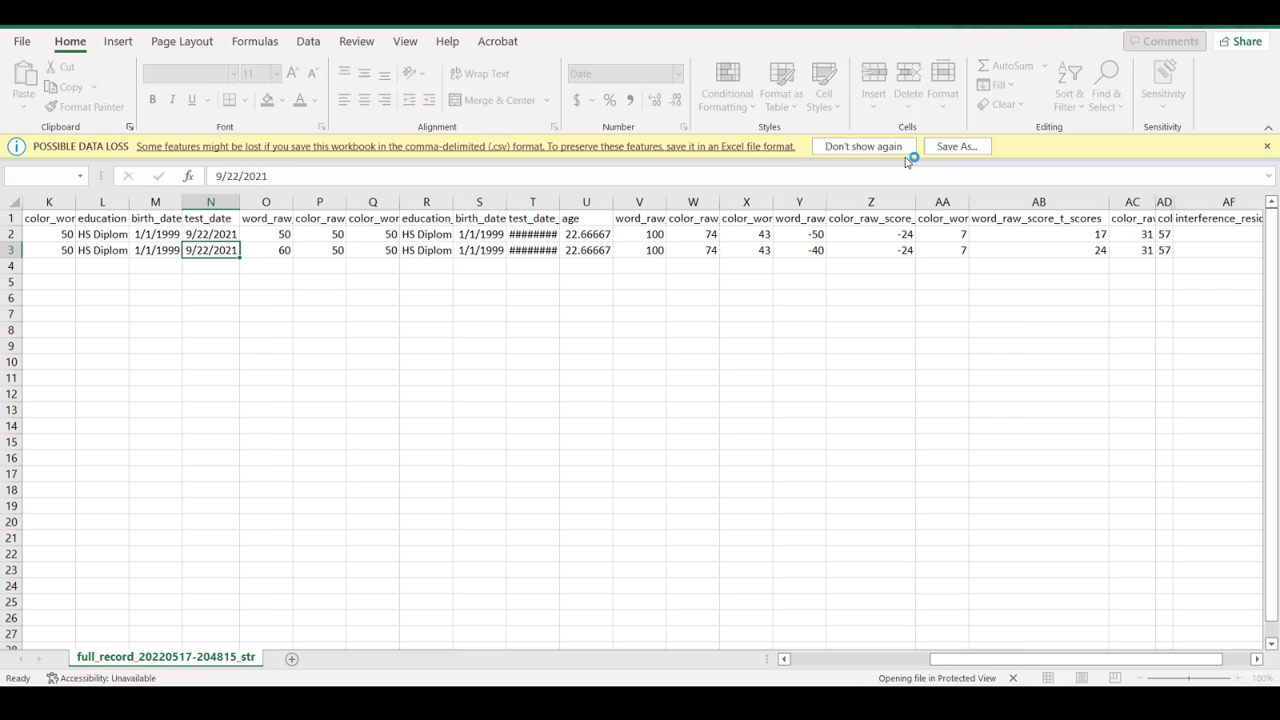 File Home Insert Page Layout Formulas Data Review View Help Acrobat Comments Share
Paste Cut Copy Format Painter 11 Wrap Text Merge & Center Date $ % Conditional Formatting Format as Table Cell Styles Insert Delete Format AutoSum Fill Clear Sort & Filter Find & Select Sensitivity
Clipboard Font Alignment Number Styles Cells Editing Sensitivity
POSSIBLE DATA LOSS Some features might be lost if you save this workbook in the comma-delimited (.csv) format. To preserve these features, save it in an Excel file format. Don't show again Save As...
fx 9/22/2021
K L M N O P Q R S T U V W X Y Z AA AB AC AD AF
1 color_wor education birth_date test_date word_raw color_raw color_wo education_ birth_date test_date_ age word_raw color_raw color_wor word_raw color_raw_score_ color_wor word_raw_score_t_scores color_ra col interference_resid
2 50 HS Diplom 1/1/1999 9/22/2021 50 50 50 HS Diplom 1/1/1999 ######## 22.66667 100 74 43 -50 -24 7 17 31 57
3 50 HS Diplom 1/1/1999 9/22/2021 60 50 50 HS Diplom 1/1/1999 ######## 22.66667 100 74 43 -40 -24 7 24 31 57
4
5
6
7
8
9
10
11
12
13
14
15
16
17
18
19
20
21
22
23
24
25
26
27
full_record_20220517-204815_str
Ready Accessibility: Unavailable Opening file in Protected View 100%